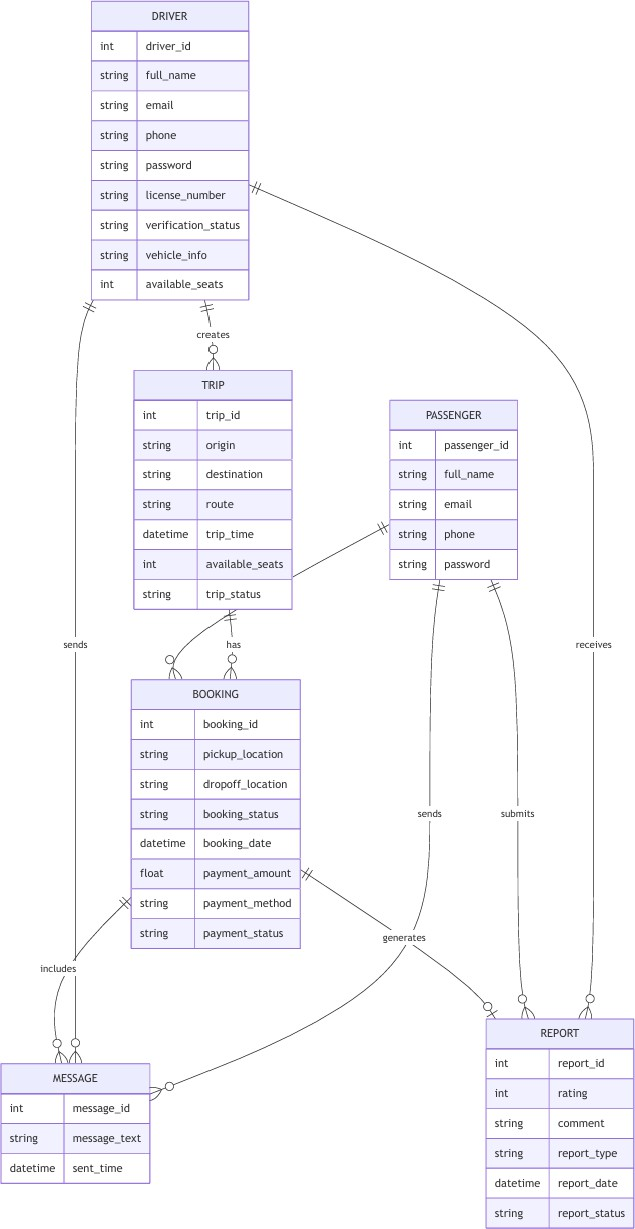 DRIVER
int driver_id
string full_name
string email
string phone
string password
string license_number
string verification_status
string vehicle_info
int available_seats
creates
TRIP
int trip_id
string origin
string destination
string route
datetime trip_time
int available_seats
string trip_status
PASSENGER
int passenger_id
string full_name
string email
string phone
string password
sends
has
receives
BOOKING
int booking_id
string pickup_location
string dropoff_location
string booking_status
datetime booking_date
float payment_amount
string payment_method
string payment_status
sends
submits
generates
includes
MESSAGE
int message_id
string message_text
datetime sent_time
REPORT
int report_id
int rating
string comment
string report_type
datetime report_date
string report_status